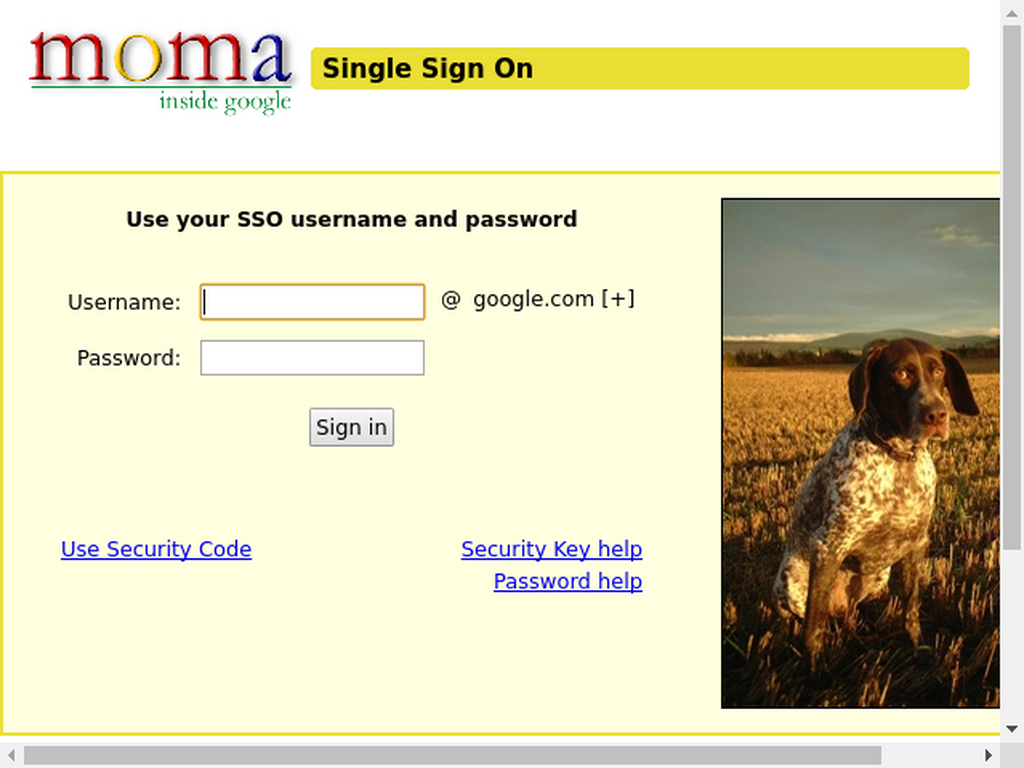 moma
inside google
Single Sign On
Use your SSO username and password
Username:
@ google.com [+]
Password:
Sign in
Use Security Code
Security Key help
Password help